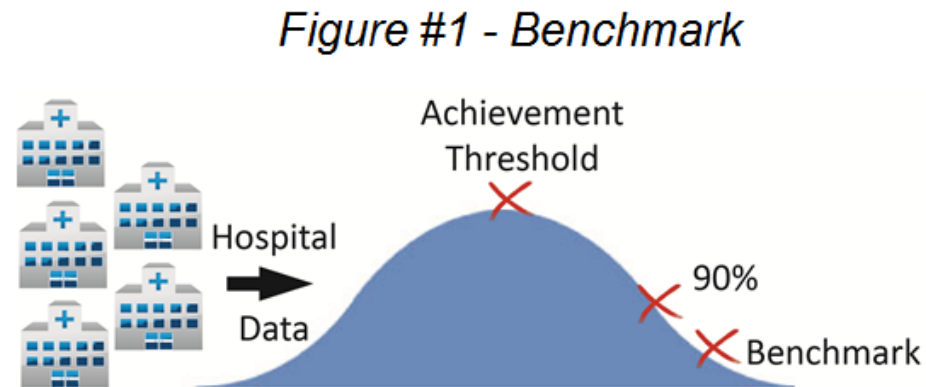 Figure #1 - Benchmark
Achievement
Threshold
Hospital
Data
90%
Benchmark